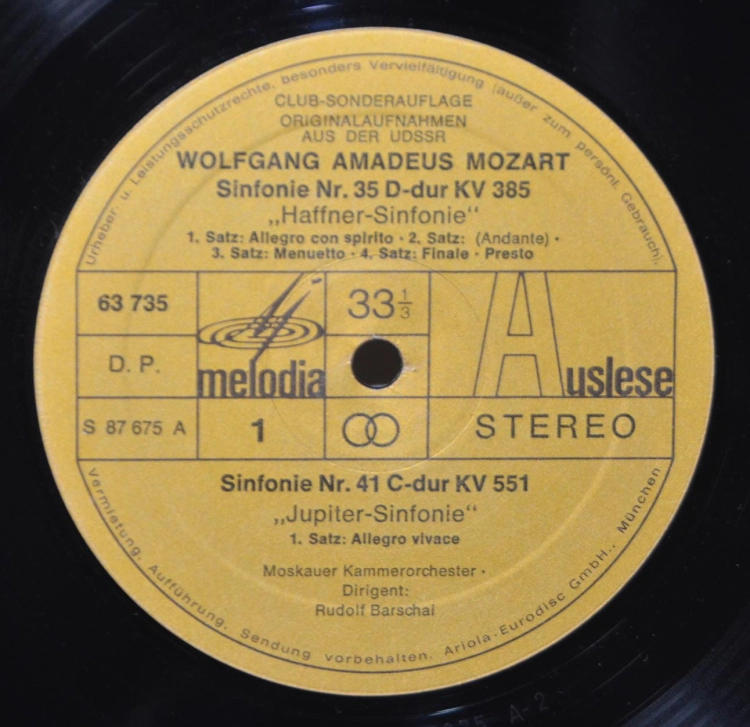 Urheber u. Leistungsschutzrechte, besonders Vervielfältigung (außer zum persönl. Gebrauch),
CLUB-SONDERAUFLAGE
ORIGINALAUFNAHMEN
AUS DER UDSSR
WOLFGANG AMADEUS MOZART
Sinfonie Nr. 35 D-dur KV 385
„Haffner-Sinfonie“
1. Satz: Allegro con spirito · 2. Satz: (Andante) ·
3. Satz: Menuetto · 4. Satz: Finale · Presto
63 735
33 1/3
D. P.
melodia
Auslese
S 87 675 A
1
STEREO
Sinfonie Nr. 41 C-dur KV 551
„Jupiter-Sinfonie“
1. Satz: Allegro vivace
Moskauer Kammerorchester ·
Dirigent:
Rudolf Barschai
Vermietung, Aufführung, Sendung vorbehalten. Ariola-Eurodisc GmbH., München
A-2